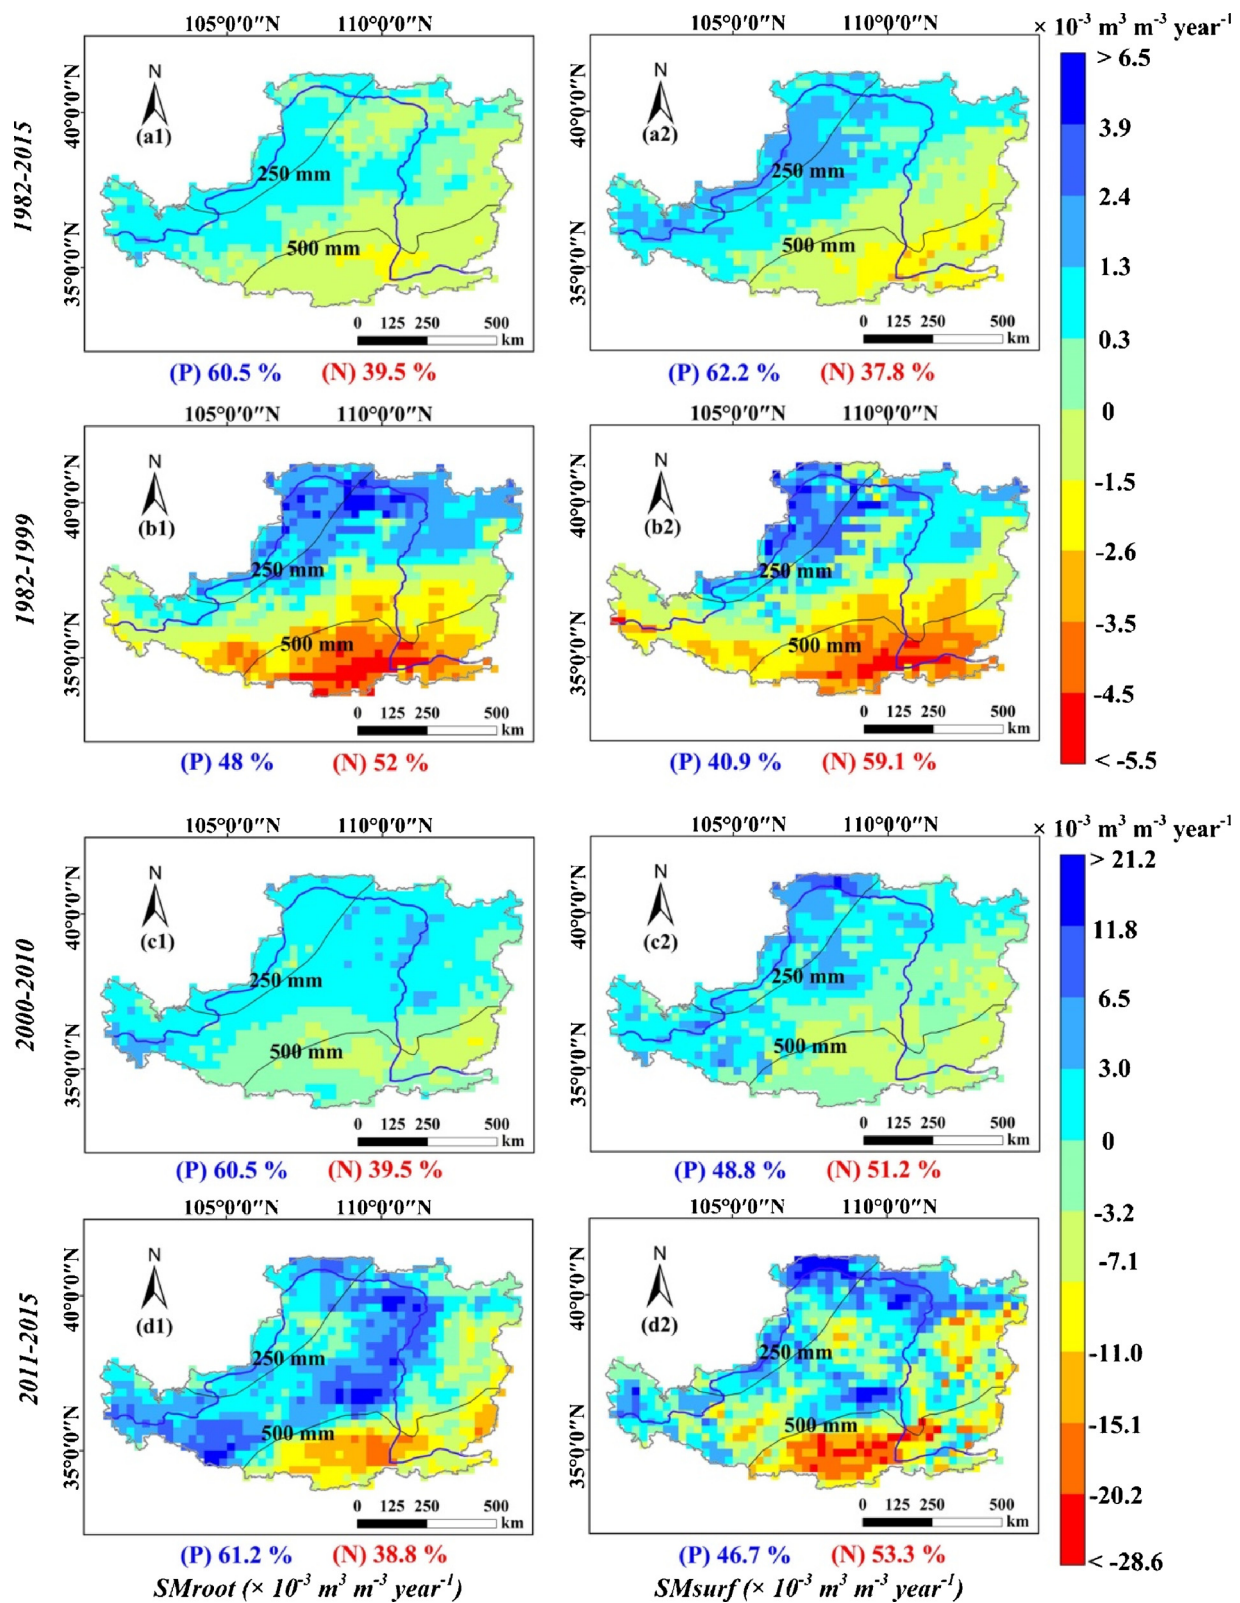 105°0′0″N 110°0′0″N 105°0′0″N 110°0′0″N × 10⁻³ m³ m⁻³ year⁻¹
1982-2015
40°0′0″N
35°0′0″N
N
(a1)
250 mm
500 mm
0 125 250 500
km
(P) 60.5 % (N) 39.5 %
40°0′0″N
35°0′0″N
N
(a2)
250 mm
500 mm
0 125 250 500
km
(P) 62.2 % (N) 37.8 %
> 6.5
3.9
2.4
1.3
0.3
0
-1.5
-2.6
-3.5
-4.5
< -5.5
105°0′0″N 110°0′0″N 105°0′0″N 110°0′0″N
1982-1999
40°0′0″N
35°0′0″N
N
(b1)
250 mm
500 mm
0 125 250 500
km
(P) 48 % (N) 52 %
40°0′0″N
35°0′0″N
N
(b2)
250 mm
500 mm
0 125 250 500
km
(P) 40.9 % (N) 59.1 %
105°0′0″N 110°0′0″N 105°0′0″N 110°0′0″N × 10⁻³ m³ m⁻³ year⁻¹
2000-2010
40°0′0″N
35°0′0″N
N
(c1)
250 mm
500 mm
0 125 250 500
km
(P) 60.5 % (N) 39.5 %
40°0′0″N
35°0′0″N
N
(c2)
250 mm
500 mm
0 125 250 500
km
(P) 48.8 % (N) 51.2 %
> 21.2
11.8
6.5
3.0
0
-3.2
-7.1
-11.0
-15.1
-20.2
< -28.6
105°0′0″N 110°0′0″N 105°0′0″N 110°0′0″N
2011-2015
40°0′0″N
35°0′0″N
N
(d1)
250 mm
500 mm
0 125 250 500
km
(P) 61.2 % (N) 38.8 %
40°0′0″N
35°0′0″N
N
(d2)
250 mm
500 mm
0 125 250 500
km
(P) 46.7 % (N) 53.3 %
SMroot (× 10⁻³ m³ m⁻³ year⁻¹) SMsurf (× 10⁻³ m³ m⁻³ year⁻¹)